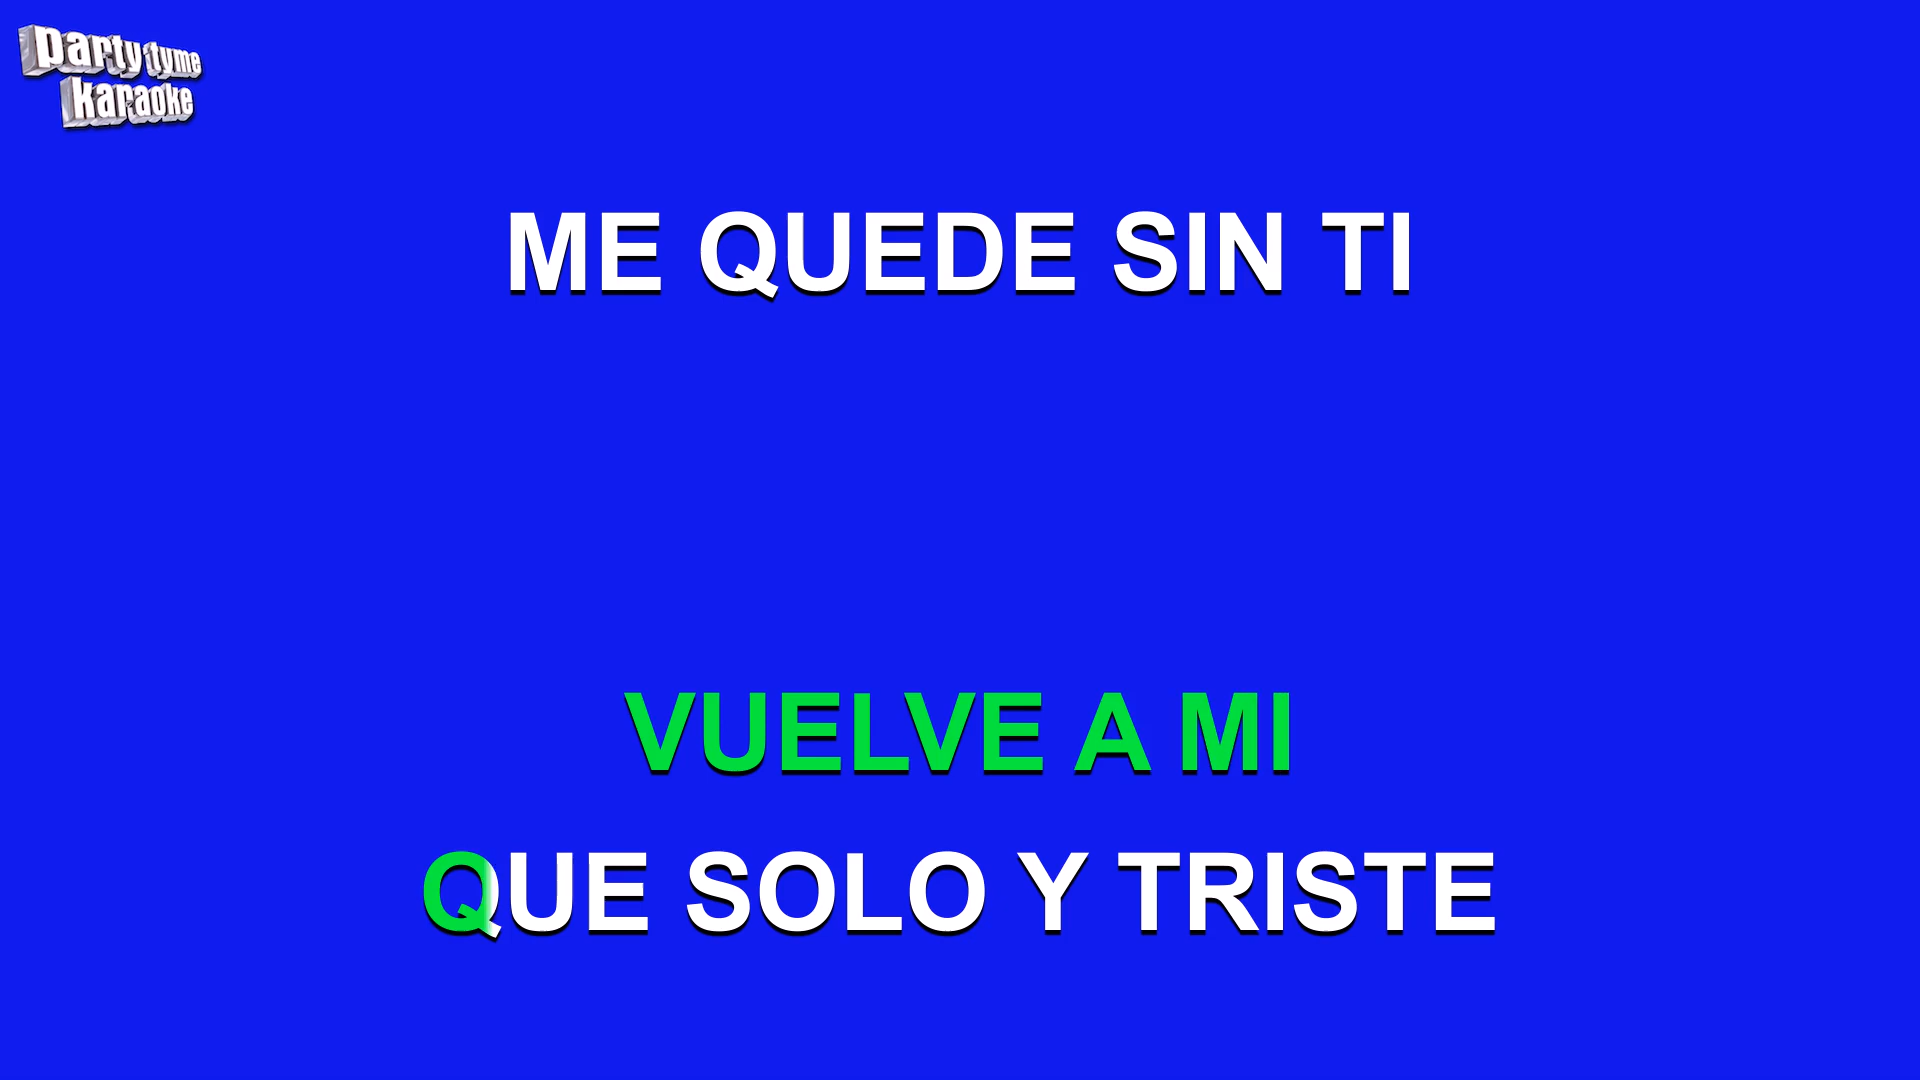 party tyme
karaoke
ME QUEDE SIN TI
VUELVE A MI
QUE SOLO Y TRISTE